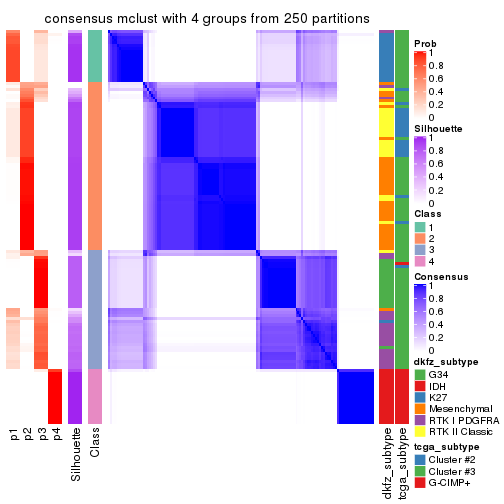 consensus mclust with 4 groups from 250 partitions
Prob
1
0.8
0.6
0.4
0.2
0
Silhouette
1
0.8
0.6
0.4
0.2
0
Class
1
2
3
4
Consensus
1
0.8
0.6
0.4
0.2
0
dkfz_subtype
G34
IDH
K27
Mesenchymal
RTK I PDGFRA
RTK II Classic
tcga_subtype
Cluster #2
Cluster #3
G-CIMP+
p1
p2
p3
p4
Silhouette
Class
dkfz_subtype
tcga_subtype